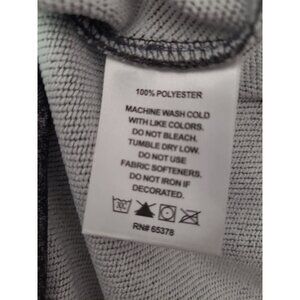 100% POLYESTER
MACHINE WASH COLD
WITH LIKE COLORS.
DO NOT BLEACH.
TUMBLE DRY LOW.
DO NOT USE
FABRIC SOFTENERS.
DO NOT IRON IF
DECORATED.
RN# 65378